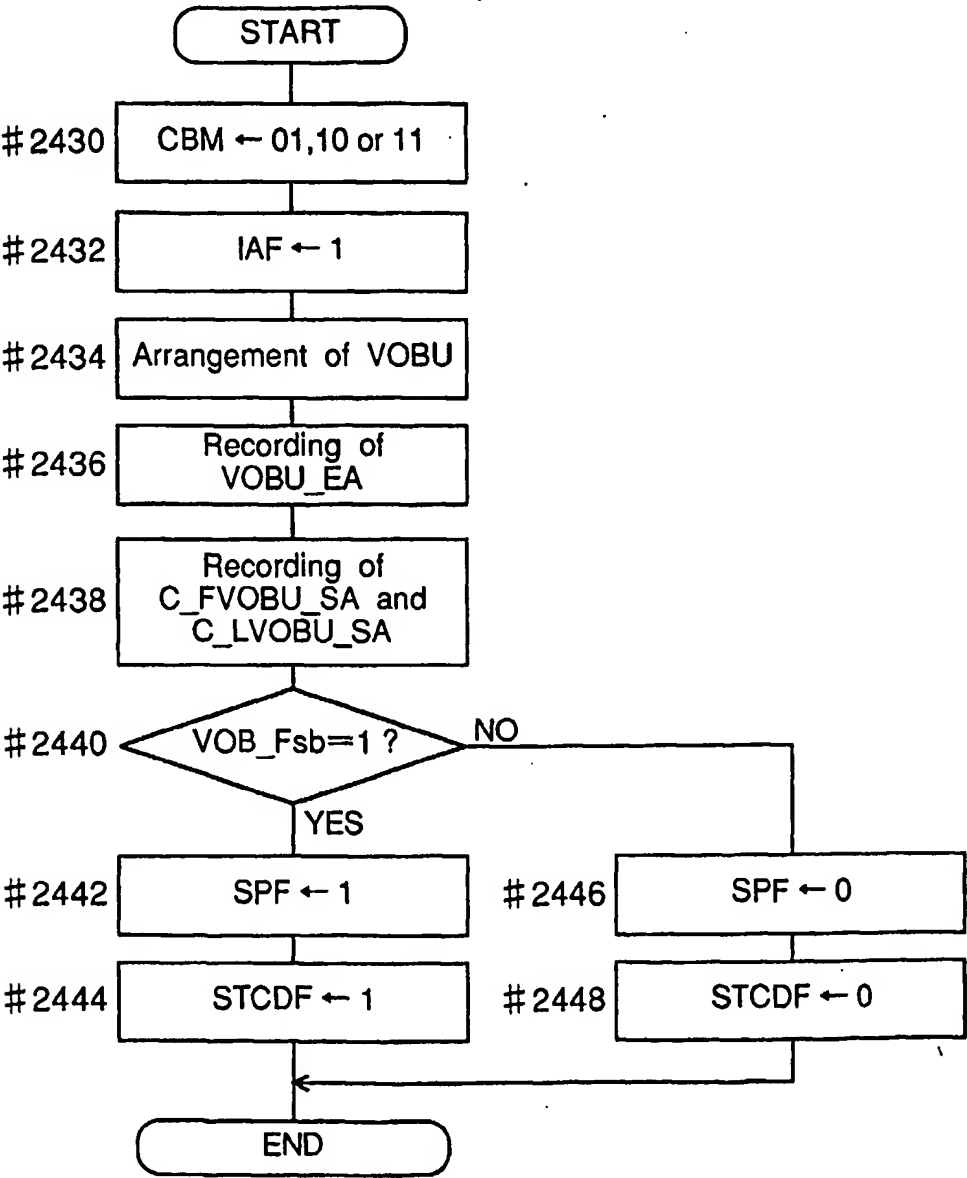 START
#2430 CBM ← 01,10 or 11
#2432 IAF ← 1
#2434 Arrangement of VOBU
#2436 Recording of
VOBU_EA
#2438 Recording of
C_FVOBU_SA and
C_LVOBU_SA
#2440 VOB_Fsb=1 ? NO
YES
#2442 SPF ← 1 #2446 SPF ← 0
#2444 STCDF ← 1 #2448 STCDF ← 0
END